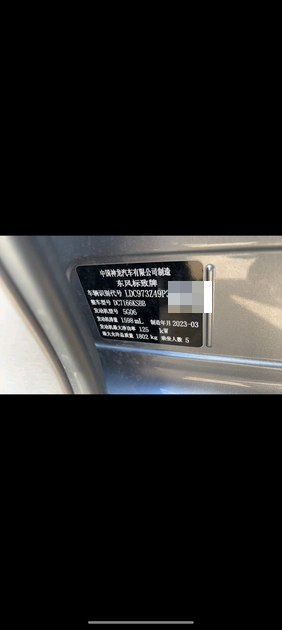 中国神龙汽车有限公司制造
东风标致牌
车辆识别代号 LDC973Z49P
整车型号 DC7166KSBB
发动机型号 5G06
发动机排量 1598 mL 制造年月 2023-03
发动机最大净功率 125 kW
最大允许总质量 1802 kg 乘坐人数 5